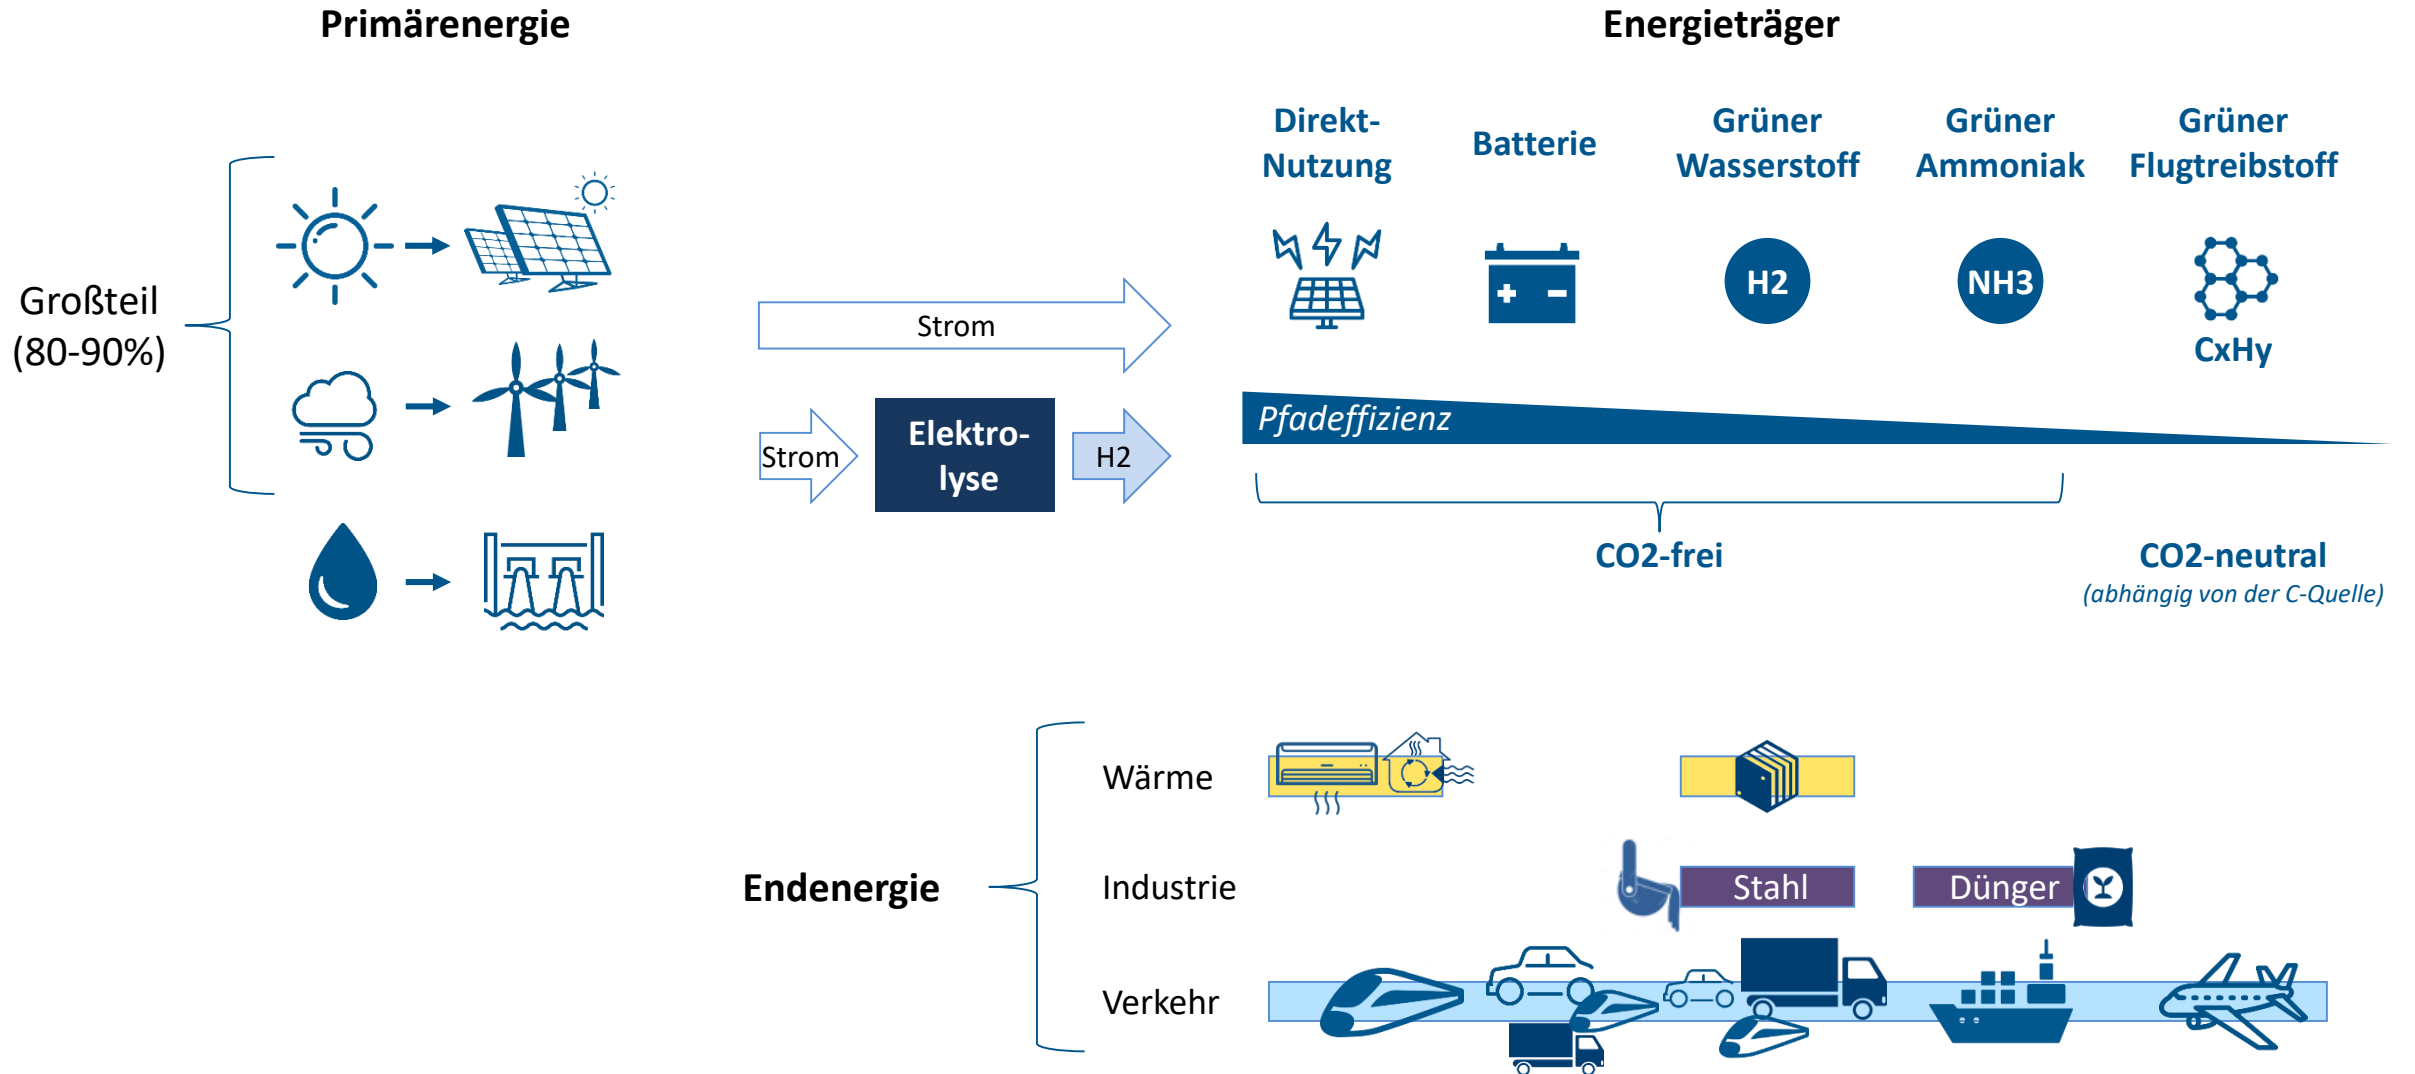 Primärenergie
Energieträger
Direkt-
Nutzung
Batterie
Grüner
Wasserstoff
Grüner
Ammoniak
Grüner
Flugtreibstoff
Großteil
(80-90%)
Strom
H2
NH3
CxHy
Pfadeffizienz
Strom
Elektro-
lyse
H2
CO2-frei
CO2-neutral
(abhängig von der C-Quelle)
Endenergie
Wärme
Industrie
Stahl
Dünger
Verkehr